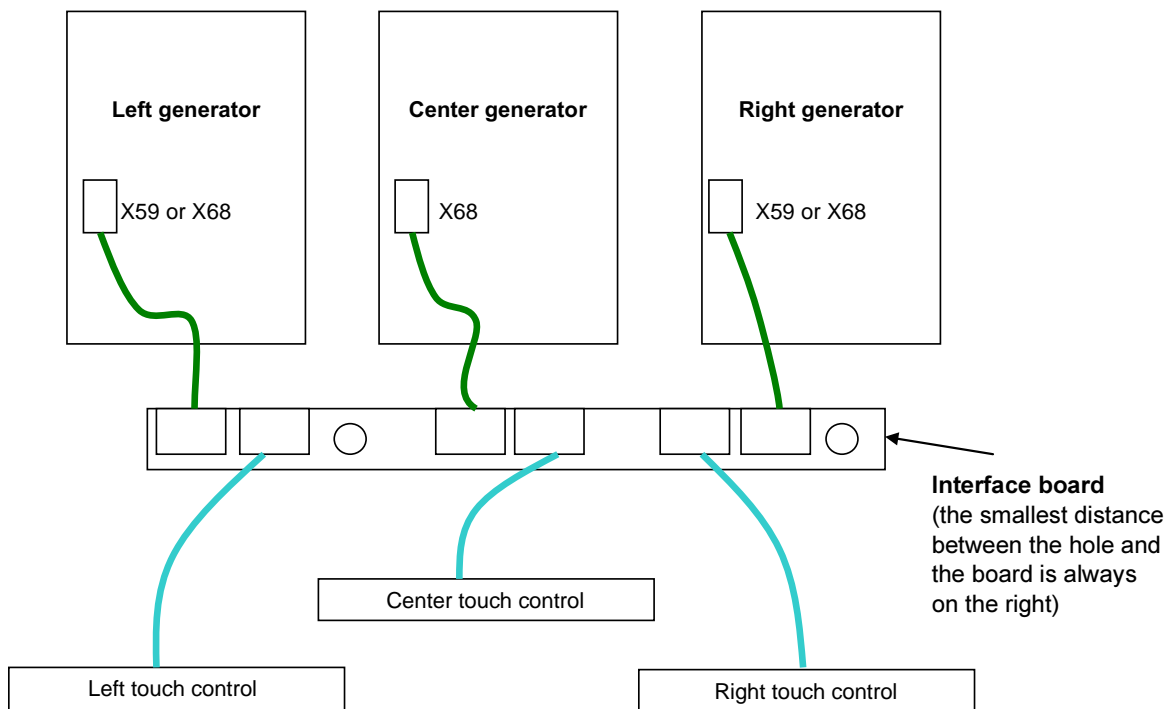 Left generator
Center generator
Right generator
X59 or X68
X68
X59 or X68
Interface board
(the smallest distance
between the hole and
the board is always
on the right)
Center touch control
Left touch control
Right touch control